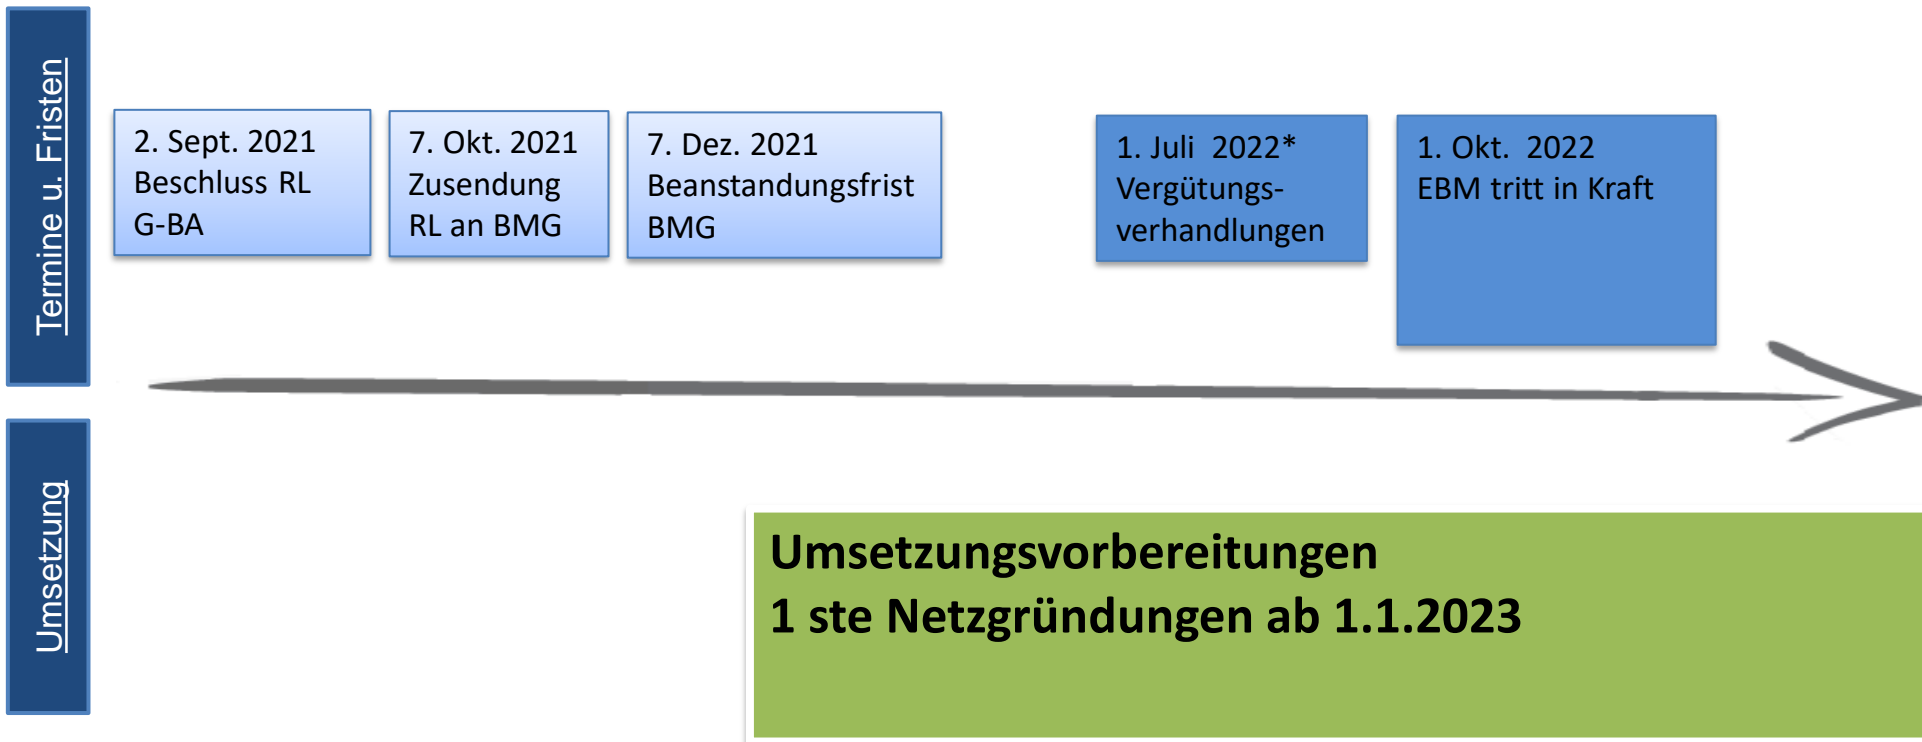 Termine u. Fristen
2. Sept. 2021
Beschluss RL
G-BA
7. Okt. 2021
Zusendung
RL an BMG
7. Dez. 2021
Beanstandungsfrist
BMG
1. Juli  2022*
Vergütungs-
verhandlungen
1. Okt.  2022
EBM tritt in Kraft
Umsetzung
Umsetzungsvorbereitungen
1 ste Netzgründungen ab 1.1.2023